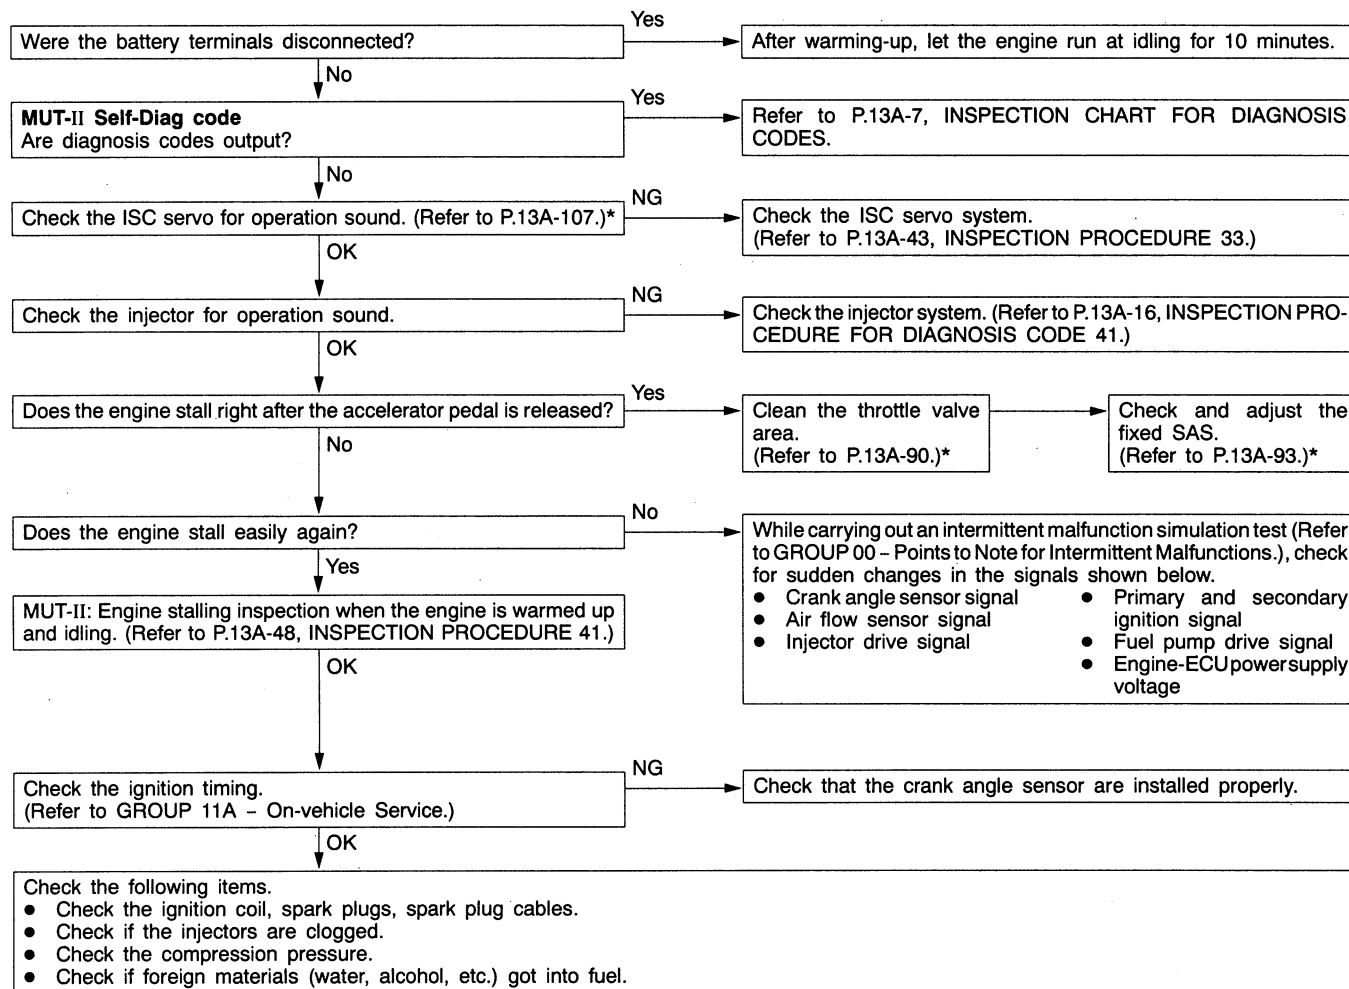 Were the battery terminals disconnected?
Yes
After warming-up, let the engine run at idling for 10 minutes.
No
MUT-II Self-Diag code
Are diagnosis codes output?
Yes
Refer to P.13A-7, INSPECTION CHART FOR DIAGNOSIS
CODES.
No
Check the ISC servo for operation sound. (Refer to P.13A-107.)*
NG
Check the ISC servo system.
(Refer to P.13A-43, INSPECTION PROCEDURE 33.)
OK
Check the injector for operation sound.
NG
Check the injector system. (Refer to P.13A-16, INSPECTION PRO-
CEDURE FOR DIAGNOSIS CODE 41.)
OK
Does the engine stall right after the accelerator pedal is released?
Yes
Clean the throttle valve
area.
(Refer to P.13A-90.)*
Check and adjust the
fixed SAS.
(Refer to P.13A-93.)*
No
Does the engine stall easily again?
No
While carrying out an intermittent malfunction simulation test (Refer
to GROUP 00 – Points to Note for Intermittent Malfunctions.), check
for sudden changes in the signals shown below.
● Crank angle sensor signal
● Air flow sensor signal
● Injector drive signal
● Primary and secondary
ignition signal
● Fuel pump drive signal
● Engine-ECU power supply
voltage
Yes
MUT-II: Engine stalling inspection when the engine is warmed up
and idling. (Refer to P.13A-48, INSPECTION PROCEDURE 41.)
OK
Check the ignition timing.
(Refer to GROUP 11A – On-vehicle Service.)
NG
Check that the crank angle sensor are installed properly.
OK
Check the following items.
● Check the ignition coil, spark plugs, spark plug cables.
● Check if the injectors are clogged.
● Check the compression pressure.
● Check if foreign materials (water, alcohol, etc.) got into fuel.